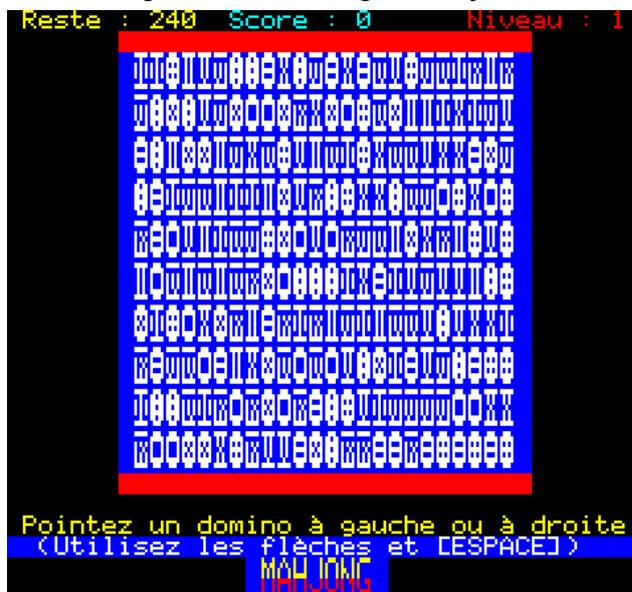 Reste : 240 Score : 0 Niveau : 1
Pointez un domino à gauche ou à droite
(Utilisez les flèches et [ESPACE])
MAHJONG